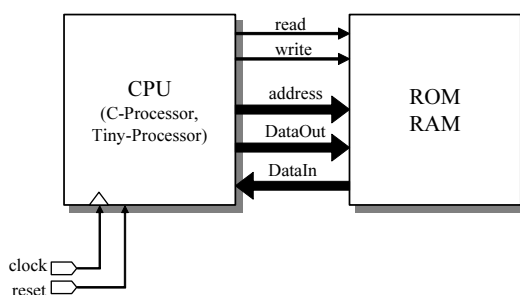 read
write
CPU
(C-Processor,
Tiny-Processor)
address
DataOut
DataIn
ROM
RAM
clock
reset